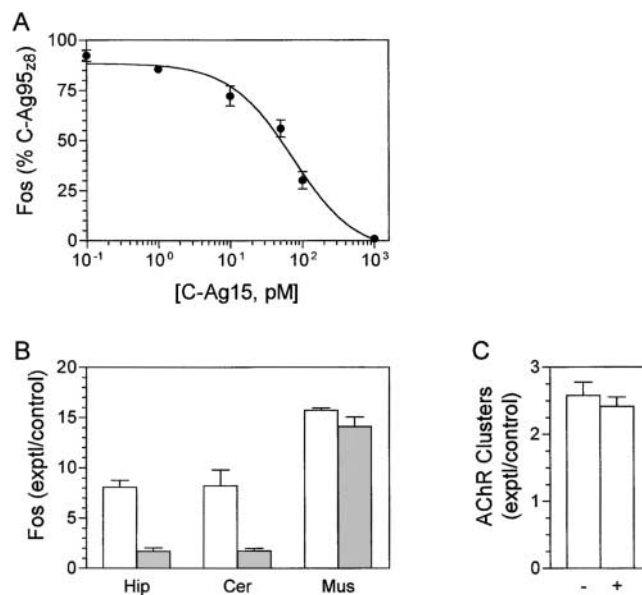 A
Fos (% C-Ag95z8)
100
75
50
25
0
10-1 100 101 102 103
[C-Ag15, pM]
B
Fos (exptl/control)
20
15
10
5
0
Hip Cer Mus
C
AChR Clusters
(exptl/control)
3
2
1
0
- +